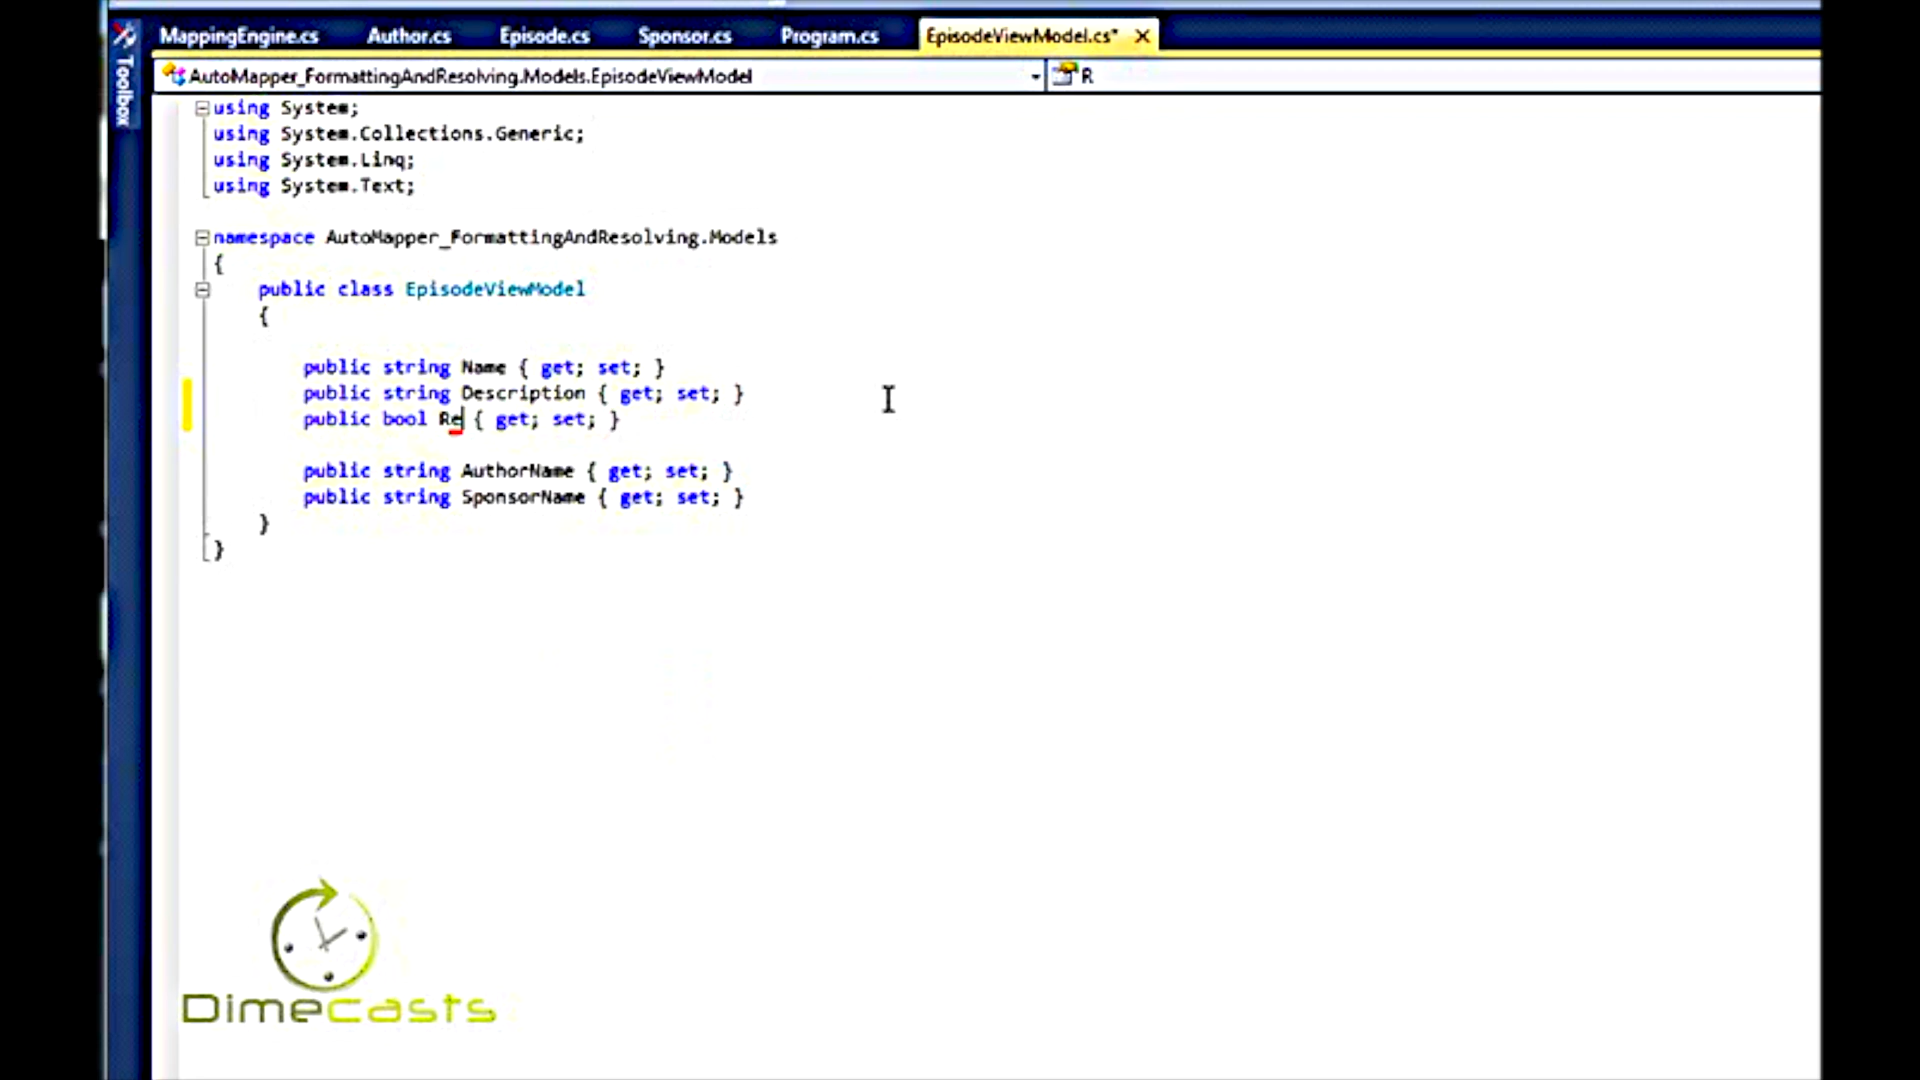 MappingEngine.cs Author.cs Episode.cs Sponsor.cs Program.cs EpisodeViewModel.cs*
Toolbox
AutoMapper_FormattingAndResolving.Models.EpisodeViewModel R
using System;
using System.Collections.Generic;
using System.Linq;
using System.Text;
namespace AutoMapper_FormattingAndResolving.Models
{
public class EpisodeViewModel
{
public string Name { get; set; }
public string Description { get; set; }
public bool Re { get; set; }
public string AuthorName { get; set; }
public string SponsorName { get; set; }
}
}
Dimecasts